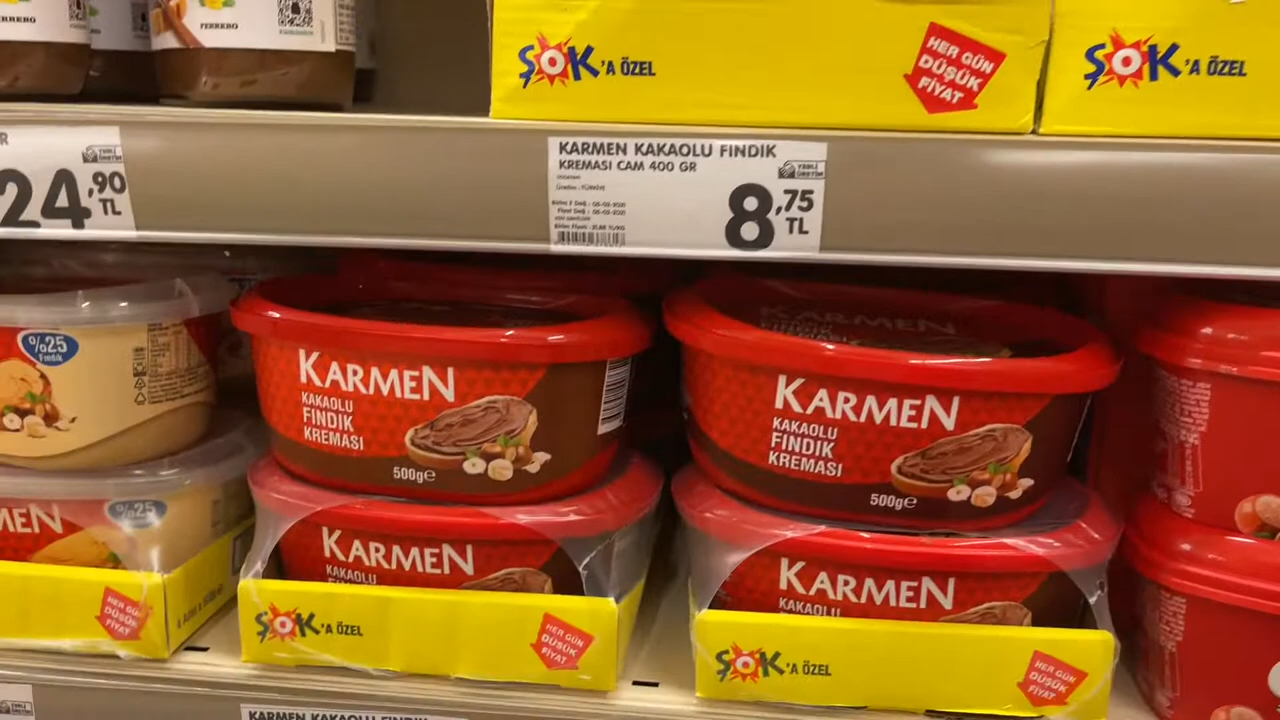 FERRERO
ŞOK'A ÖZEL
HER GÜN
DÜŞÜK
FİYAT
ŞOK'A ÖZEL
24,90
TL
YERLİ
ÜRETİM
KARMEN KAKAOLU FINDIK
KREMASI CAM 400 GR
YERLİ
ÜRETİM
8,75
TL
%25
Fındık
KARMEN
KAKAOLU
FINDIK
KREMASI
500g℮
KARMEN
KAKAOLU
FINDIK
KREMASI
500g℮
%25
KARMEN
KAKAOLU
KARMEN
KAKAOLU
HER GÜN
DÜŞÜK
FİYAT
ŞOK'A ÖZEL
HER GÜN
DÜŞÜK
FİYAT
ŞOK'A ÖZEL
HER GÜN
DÜŞÜK
FİYAT
KARMEN KAKAOLU FINDIK